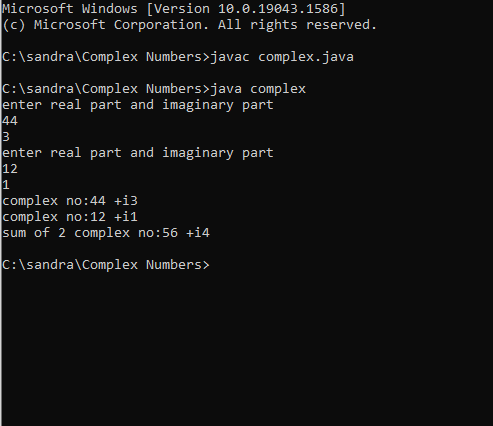 Microsoft Windows [Version 10.0.19043.1586]
(c) Microsoft Corporation. All rights reserved.
C:\sandra\Complex Numbers>javac complex.java
C:\sandra\Complex Numbers>java complex
enter real part and imaginary part
44
3
enter real part and imaginary part
12
1
complex no:44 +i3
complex no:12 +i1
sum of 2 complex no:56 +i4
C:\sandra\Complex Numbers>